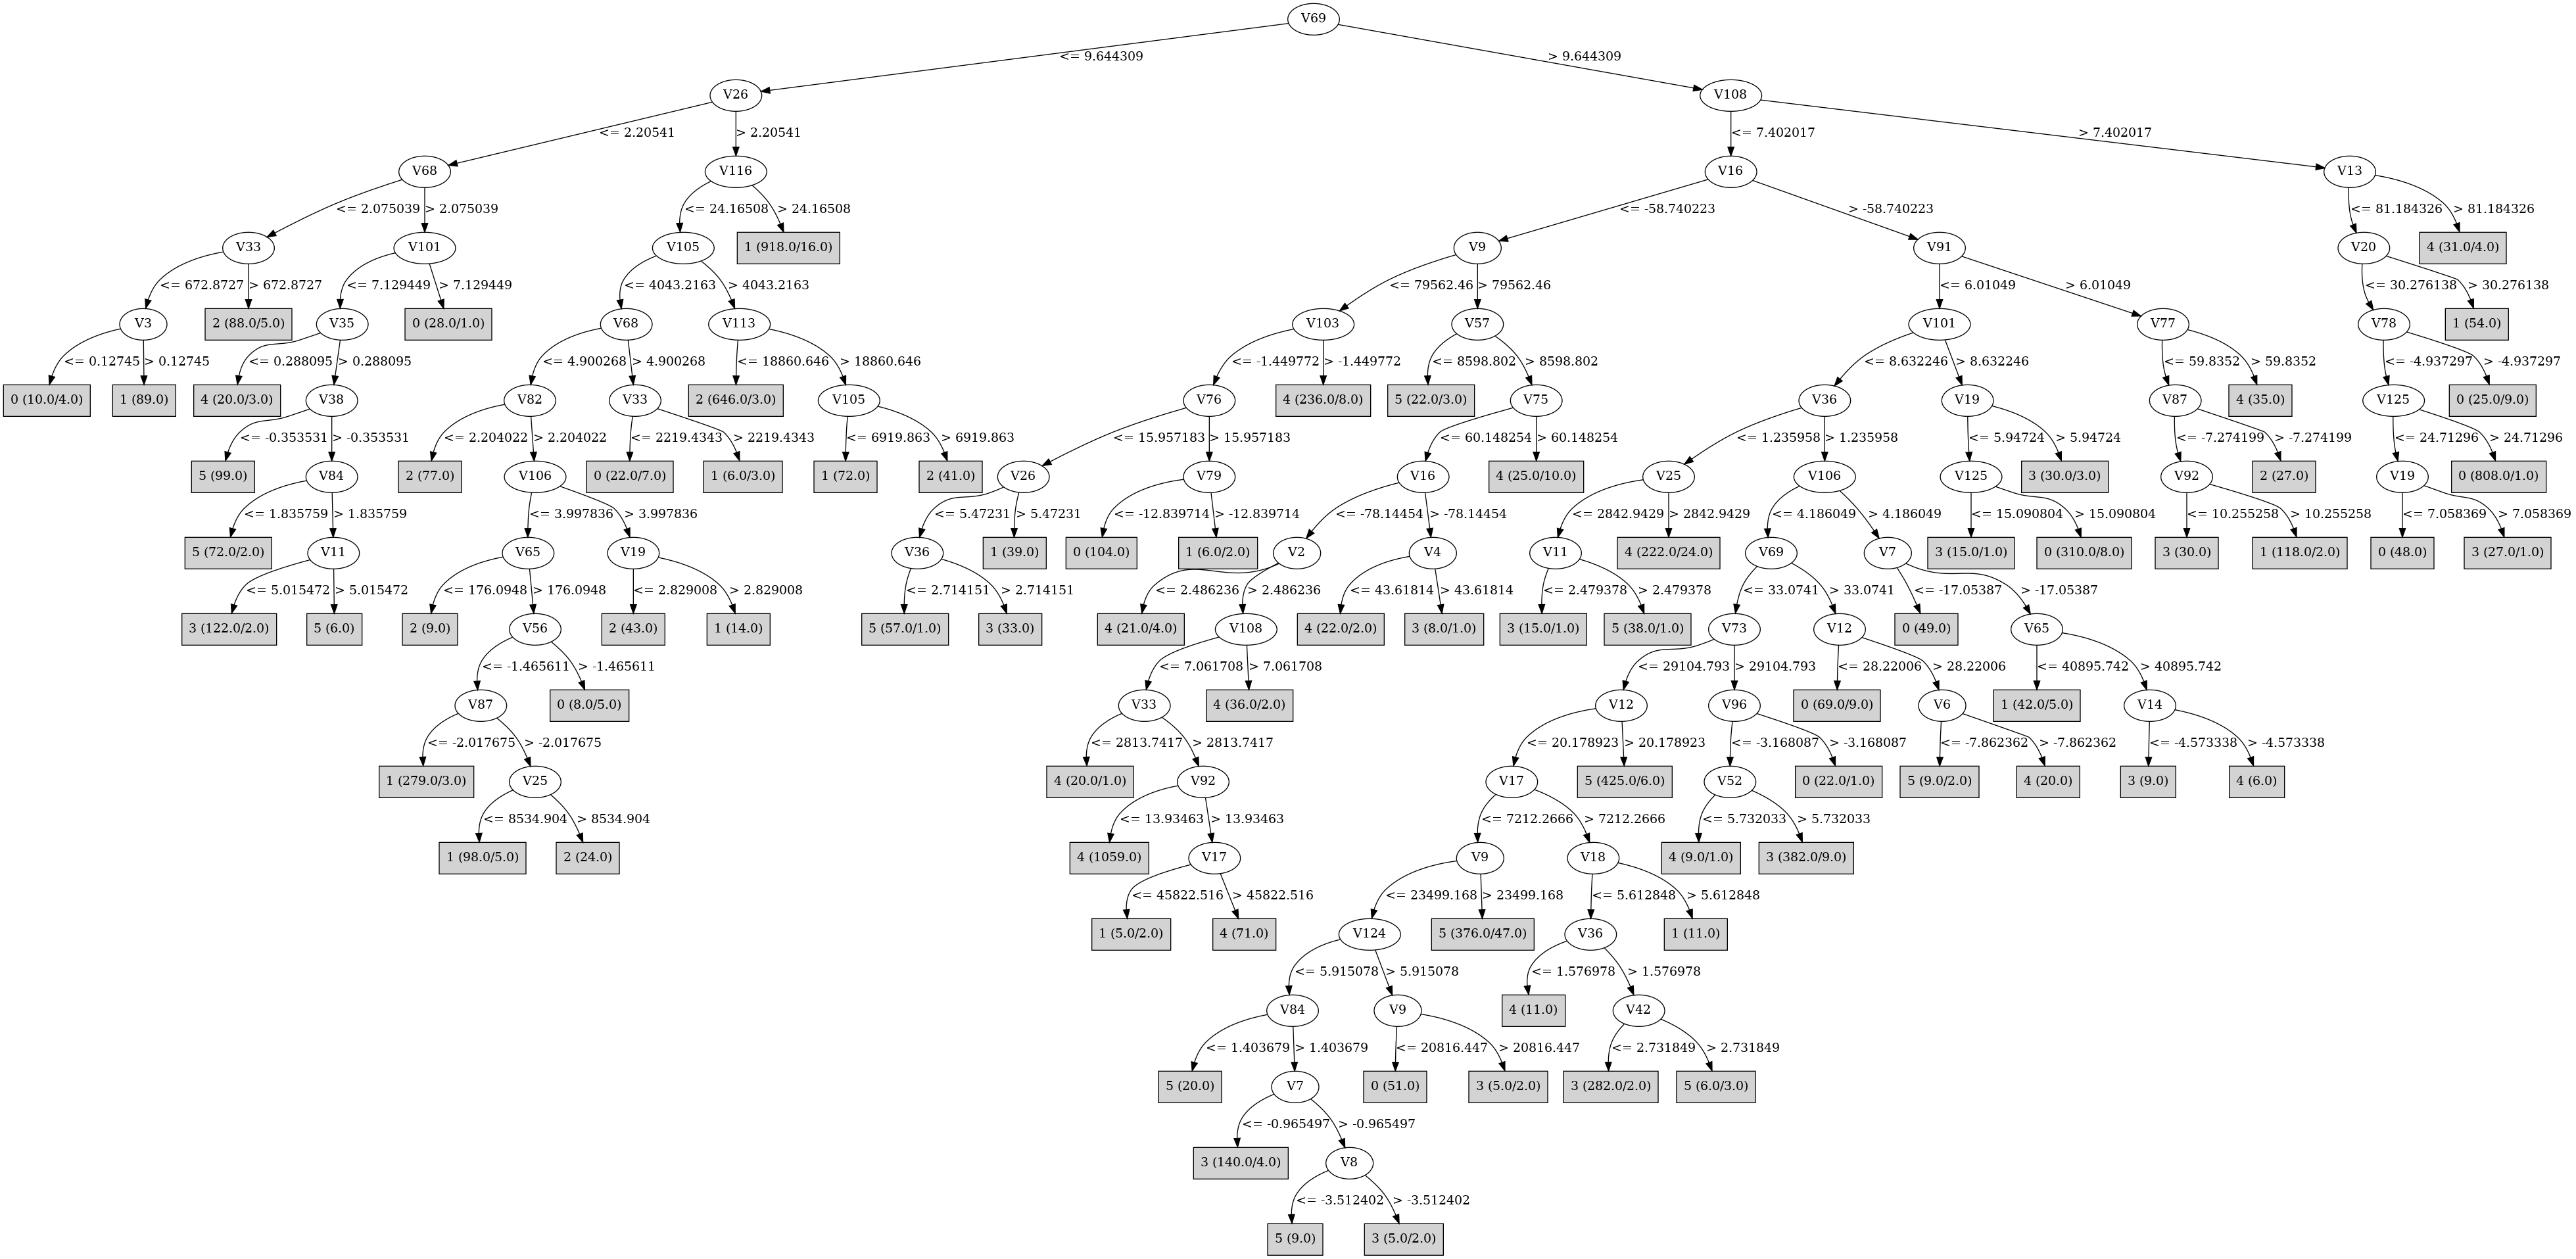 V69
<= 9.644309 > 9.644309
V26 V108
<= 2.20541 > 2.20541 <= 7.402017 > 7.402017
V68 V116 V16 V13
<= 2.075039 > 2.075039 <= 24.16508 > 24.16508 <= -58.740223 > -58.740223 <= 81.184326 > 81.184326
V33 V101 V105 1 (918.0/16.0) V9 V91 V20 4 (31.0/4.0)
<= 672.8727 > 672.8727 <= 7.129449 > 7.129449 <= 4043.2163 > 4043.2163 <= 79562.46 > 79562.46 <= 6.01049 > 6.01049 <= 30.276138 > 30.276138
V3 2 (88.0/5.0) V35 0 (28.0/1.0) V68 V113 V103 V57 V101 V77 V78 1 (54.0)
<= 0.12745 > 0.12745 <= 0.288095 > 0.288095 <= 4.900268 > 4.900268 <= 18860.646 > 18860.646 <= -1.449772 > -1.449772 <= 8598.802 > 8598.802 <= 8.632246 > 8.632246 <= 59.8352 > 59.8352 <= -4.937297 > -4.937297
0 (10.0/4.0) 1 (89.0) 4 (20.0/3.0) V38 V82 V33 2 (646.0/3.0) V105 V76 4 (236.0/8.0) 5 (22.0/3.0) V75 V36 V19 V87 4 (35.0) V125 0 (25.0/9.0)
<= -0.353531 > -0.353531 <= 2.204022 > 2.204022 <= 2219.4343 > 2219.4343 <= 6919.863 > 6919.863 <= 15.957183 > 15.957183 <= 60.148254 > 60.148254 <= 1.235958 > 1.235958 <= 5.94724 > 5.94724 <= -7.274199 > -7.274199 <= 24.71296 > 24.71296
5 (99.0) V84 2 (77.0) V106 0 (22.0/7.0) 1 (6.0/3.0) 1 (72.0) 2 (41.0) V26 V79 V16 4 (25.0/10.0) V25 V106 V125 3 (30.0/3.0) V92 2 (27.0) V19 0 (808.0/1.0)
<= 1.835759 > 1.835759 <= 3.997836 > 3.997836 <= 5.47231 > 5.47231 <= -12.839714 > -12.839714 <= -78.14454 > -78.14454 <= 2842.9429 > 2842.9429 <= 4.186049 > 4.186049 <= 15.090804 > 15.090804 <= 10.255258 > 10.255258 <= 7.058369 > 7.058369
5 (72.0/2.0) V11 V65 V19 V36 1 (39.0) 0 (104.0) 1 (6.0/2.0) V2 V4 V11 4 (222.0/24.0) V69 V7 3 (15.0/1.0) 0 (310.0/8.0) 3 (30.0) 1 (118.0/2.0) 0 (48.0) 3 (27.0/1.0)
<= 5.015472 > 5.015472 <= 176.0948 > 176.0948 <= 2.829008 > 2.829008 <= 2.714151 > 2.714151 <= 2.486236 > 2.486236 <= 43.61814 > 43.61814 <= 2.479378 > 2.479378 <= 33.0741 > 33.0741 <= -17.05387 > -17.05387
3 (122.0/2.0) 5 (6.0) 2 (9.0) V56 2 (43.0) 1 (14.0) 5 (57.0/1.0) 3 (33.0) 4 (21.0/4.0) V108 4 (22.0/2.0) 3 (8.0/1.0) 3 (15.0/1.0) 5 (38.0/1.0) V73 V12 0 (49.0) V65
<= -1.465611 > -1.465611 <= 7.061708 > 7.061708 <= 29104.793 > 29104.793 <= 28.22006 > 28.22006 <= 40895.742 > 40895.742
V87 0 (8.0/5.0) V33 4 (36.0/2.0) V12 V96 0 (69.0/9.0) V6 1 (42.0/5.0) V14
<= -2.017675 > -2.017675 <= 2813.7417 > 2813.7417 <= 20.178923 > 20.178923 <= -3.168087 > -3.168087 <= -7.862362 > -7.862362 <= -4.573338 > -4.573338
1 (279.0/3.0) V25 4 (20.0/1.0) V92 V17 5 (425.0/6.0) V52 0 (22.0/1.0) 5 (9.0/2.0) 4 (20.0) 3 (9.0) 4 (6.0)
<= 8534.904 > 8534.904 <= 13.93463 > 13.93463 <= 7212.2666 > 7212.2666 <= 5.732033 > 5.732033
1 (98.0/5.0) 2 (24.0) 4 (1059.0) V17 V9 V18 4 (9.0/1.0) 3 (382.0/9.0)
<= 45822.516 > 45822.516 <= 23499.168 > 23499.168 <= 5.612848 > 5.612848
1 (5.0/2.0) 4 (71.0) V124 5 (376.0/47.0) V36 1 (11.0)
<= 5.915078 > 5.915078 <= 1.576978 > 1.576978
V84 V9 4 (11.0) V42
<= 1.403679 > 1.403679 <= 20816.447 > 20816.447 <= 2.731849 > 2.731849
5 (20.0) V7 0 (51.0) 3 (5.0/2.0) 3 (282.0/2.0) 5 (6.0/3.0)
<= -0.965497 > -0.965497
3 (140.0/4.0) V8
<= -3.512402 > -3.512402
5 (9.0) 3 (5.0/2.0)